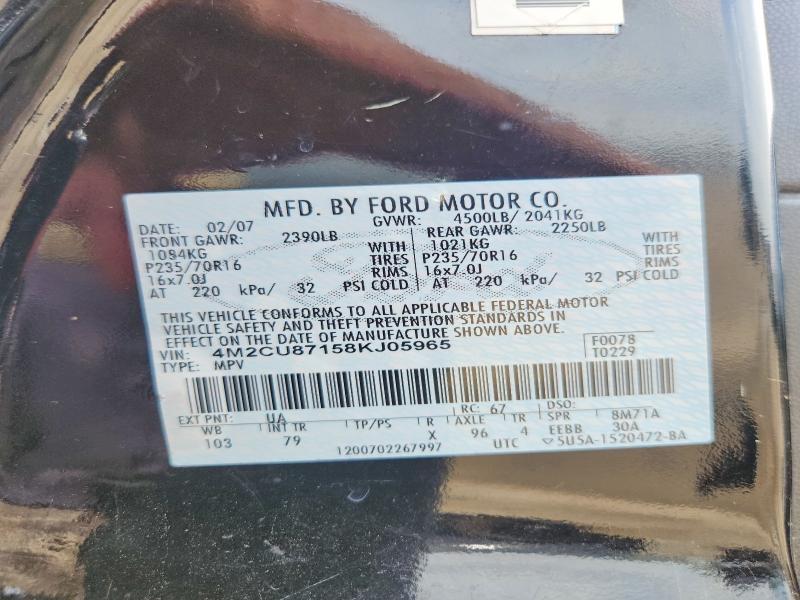 MFD. BY FORD MOTOR CO.
DATE: 02/07 GVWR: 4500LB/ 2041KG
FRONT GAWR: 2390LB REAR GAWR: 2250LB
1084KG WITH 1021KG WITH
P235/70R16 TIRES P235/70R16 TIRES
16x7.0J RIMS 16x7.0J RIMS
AT 220 kPa/ 32 PSI COLD AT 220 kPa/ 32 PSI COLD
THIS VEHICLE CONFORMS TO ALL APPLICABLE FEDERAL MOTOR
VEHICLE SAFETY AND THEFT PREVENTION STANDARDS IN
EFFECT ON THE DATE OF MANUFACTURE SHOWN ABOVE.
VIN: 4M2CU87158KJ05965 F0078
TYPE: MPV T0229
EXT PNT: UA RC: 67 DSO:
WB INT TR TP/PS R AXLE TR SPR 8M71A
103 79 X 96 4 EEBB 30A
1200702267997 UTC 5U5A-1520472-BA